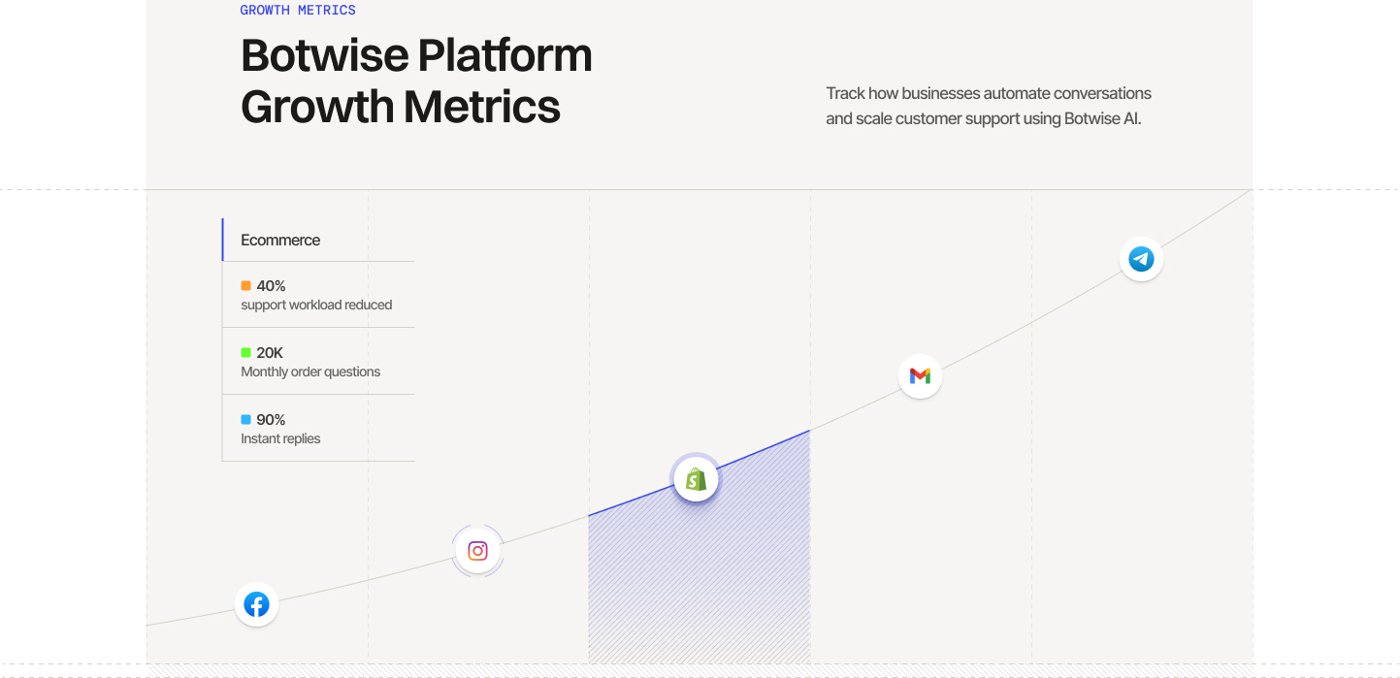 GROWTH METRICS
Botwise Platform
Growth Metrics
Track how businesses automate conversations
and scale customer support using Botwise AI.
Ecommerce
40%
support workload reduced
20K
Monthly order questions
90%
Instant replies